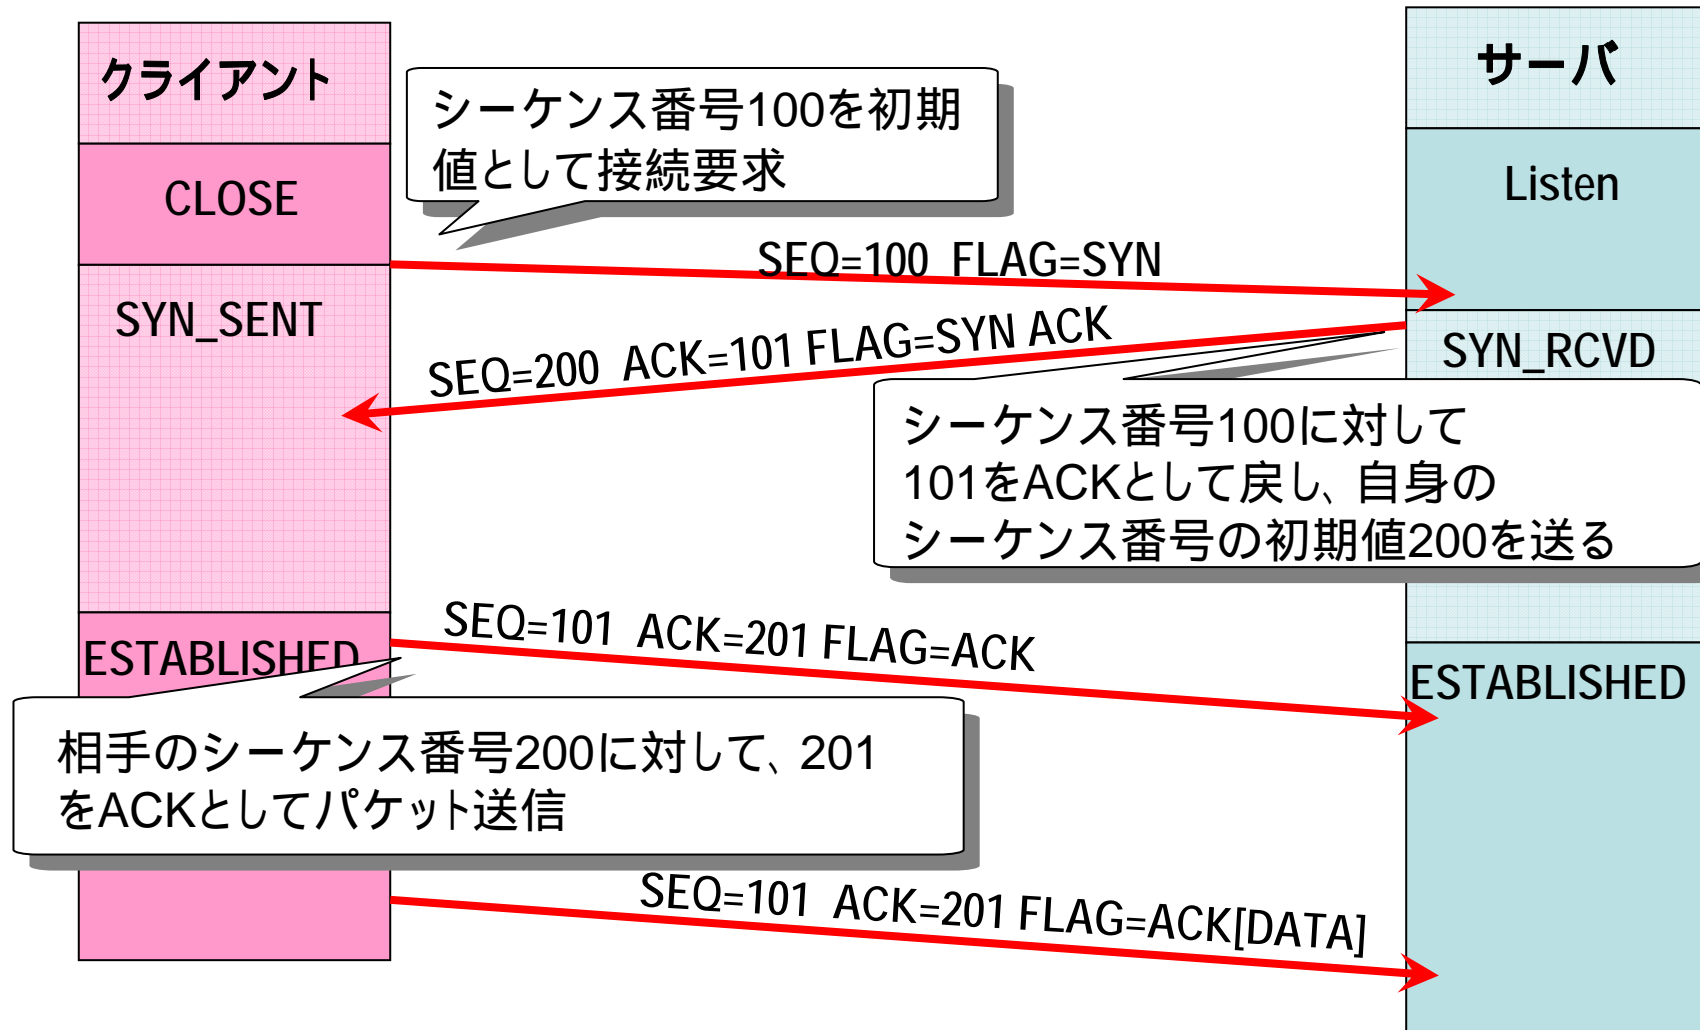 クライアント
サーバ
シーケンス番号100を初期
値として接続要求
CLOSE
Listen
SEQ=100 FLAG=SYN
SYN_SENT
SEQ=200 ACK=101 FLAG=SYN ACK
SYN_RCVD
シーケンス番号100に対して
101をACKとして戻し、自身の
シーケンス番号の初期値200を送る
SEQ=101 ACK=201 FLAG=ACK
ESTABLISHED
ESTABLISHED
相手のシーケンス番号200に対して、201
をACKとしてパケット送信
SEQ=101 ACK=201 FLAG=ACK[DATA]